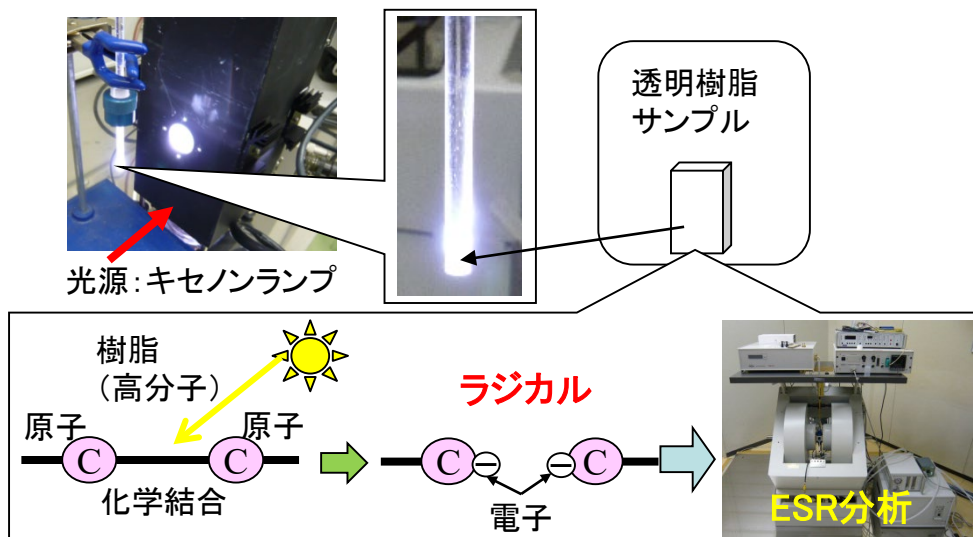 透明樹脂
サンプル
光源:キセノンランプ
樹脂
(高分子)
ラジカル
原子
原子
C
C
C
C
化学結合
電子
ESR分析